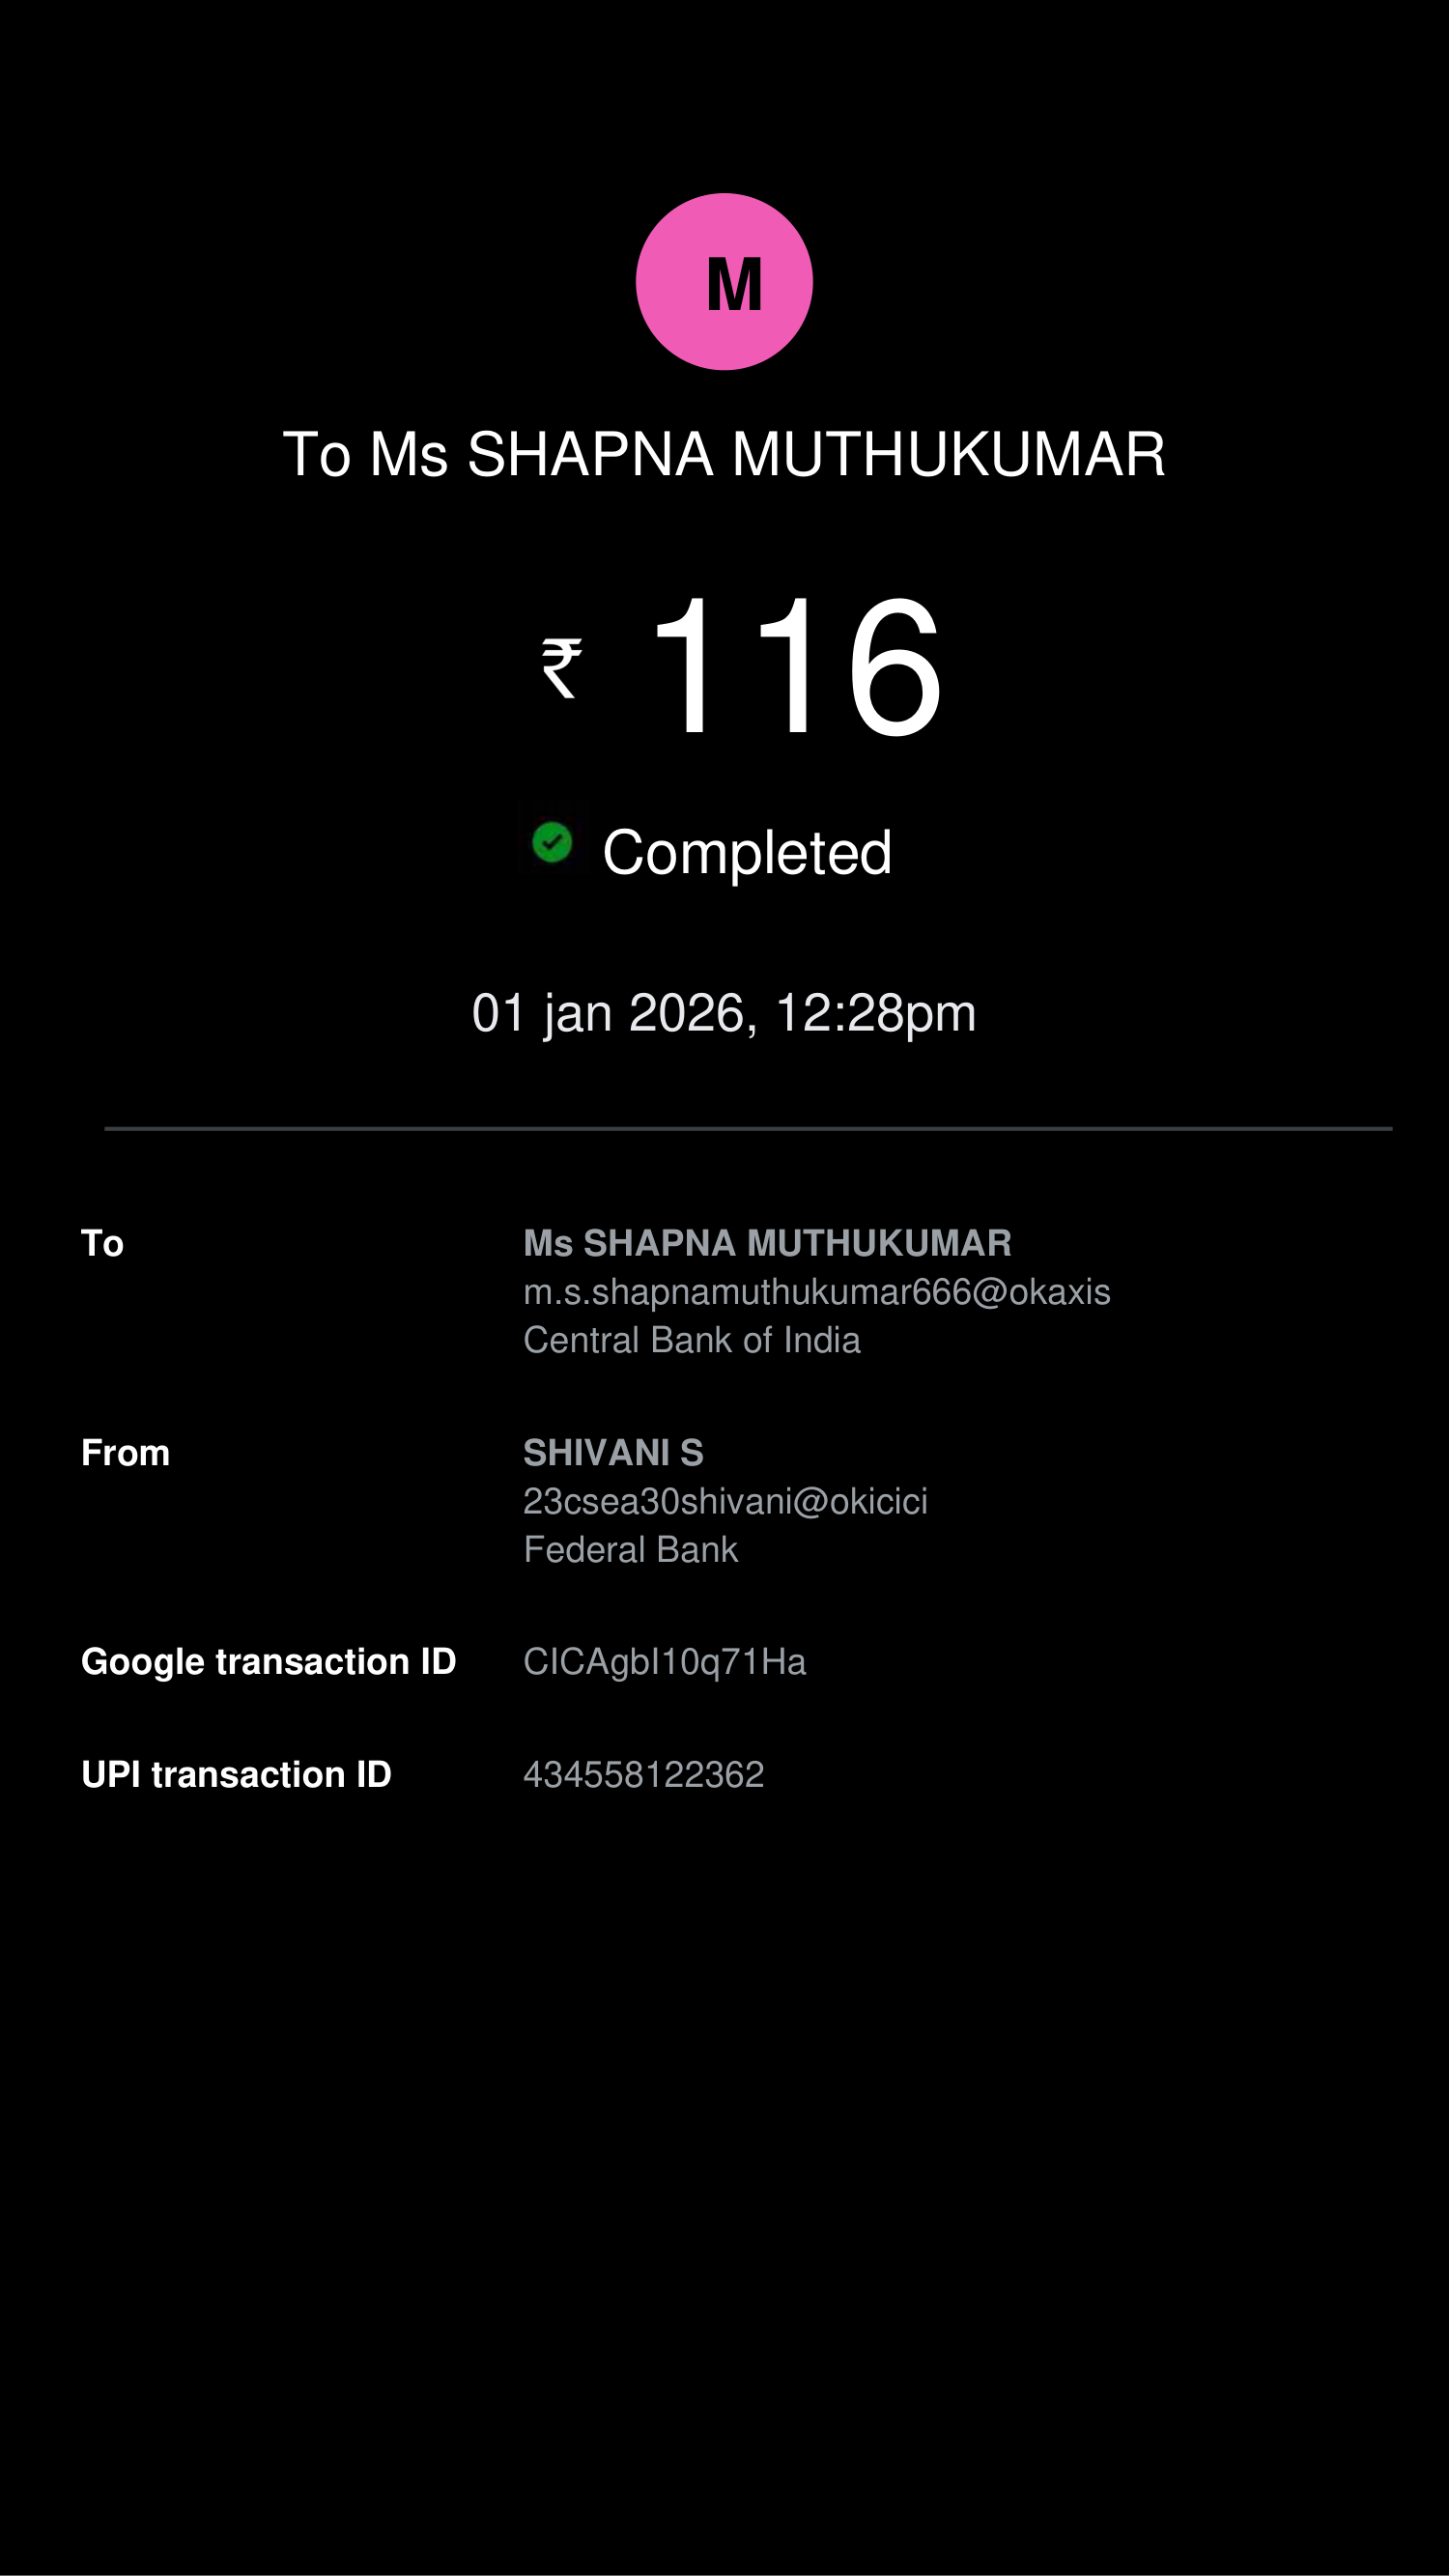 M
To Ms SHAPNA MUTHUKUMAR
₹ 116
Completed
01 jan 2026, 12:28pm
To Ms SHAPNA MUTHUKUMAR
m.s.shapnamuthukumar666@okaxis
Central Bank of India
From SHIVANI S
23csea30shivani@okicici
Federal Bank
Google transaction ID CICAgbI10q71Ha
UPI transaction ID 434558122362